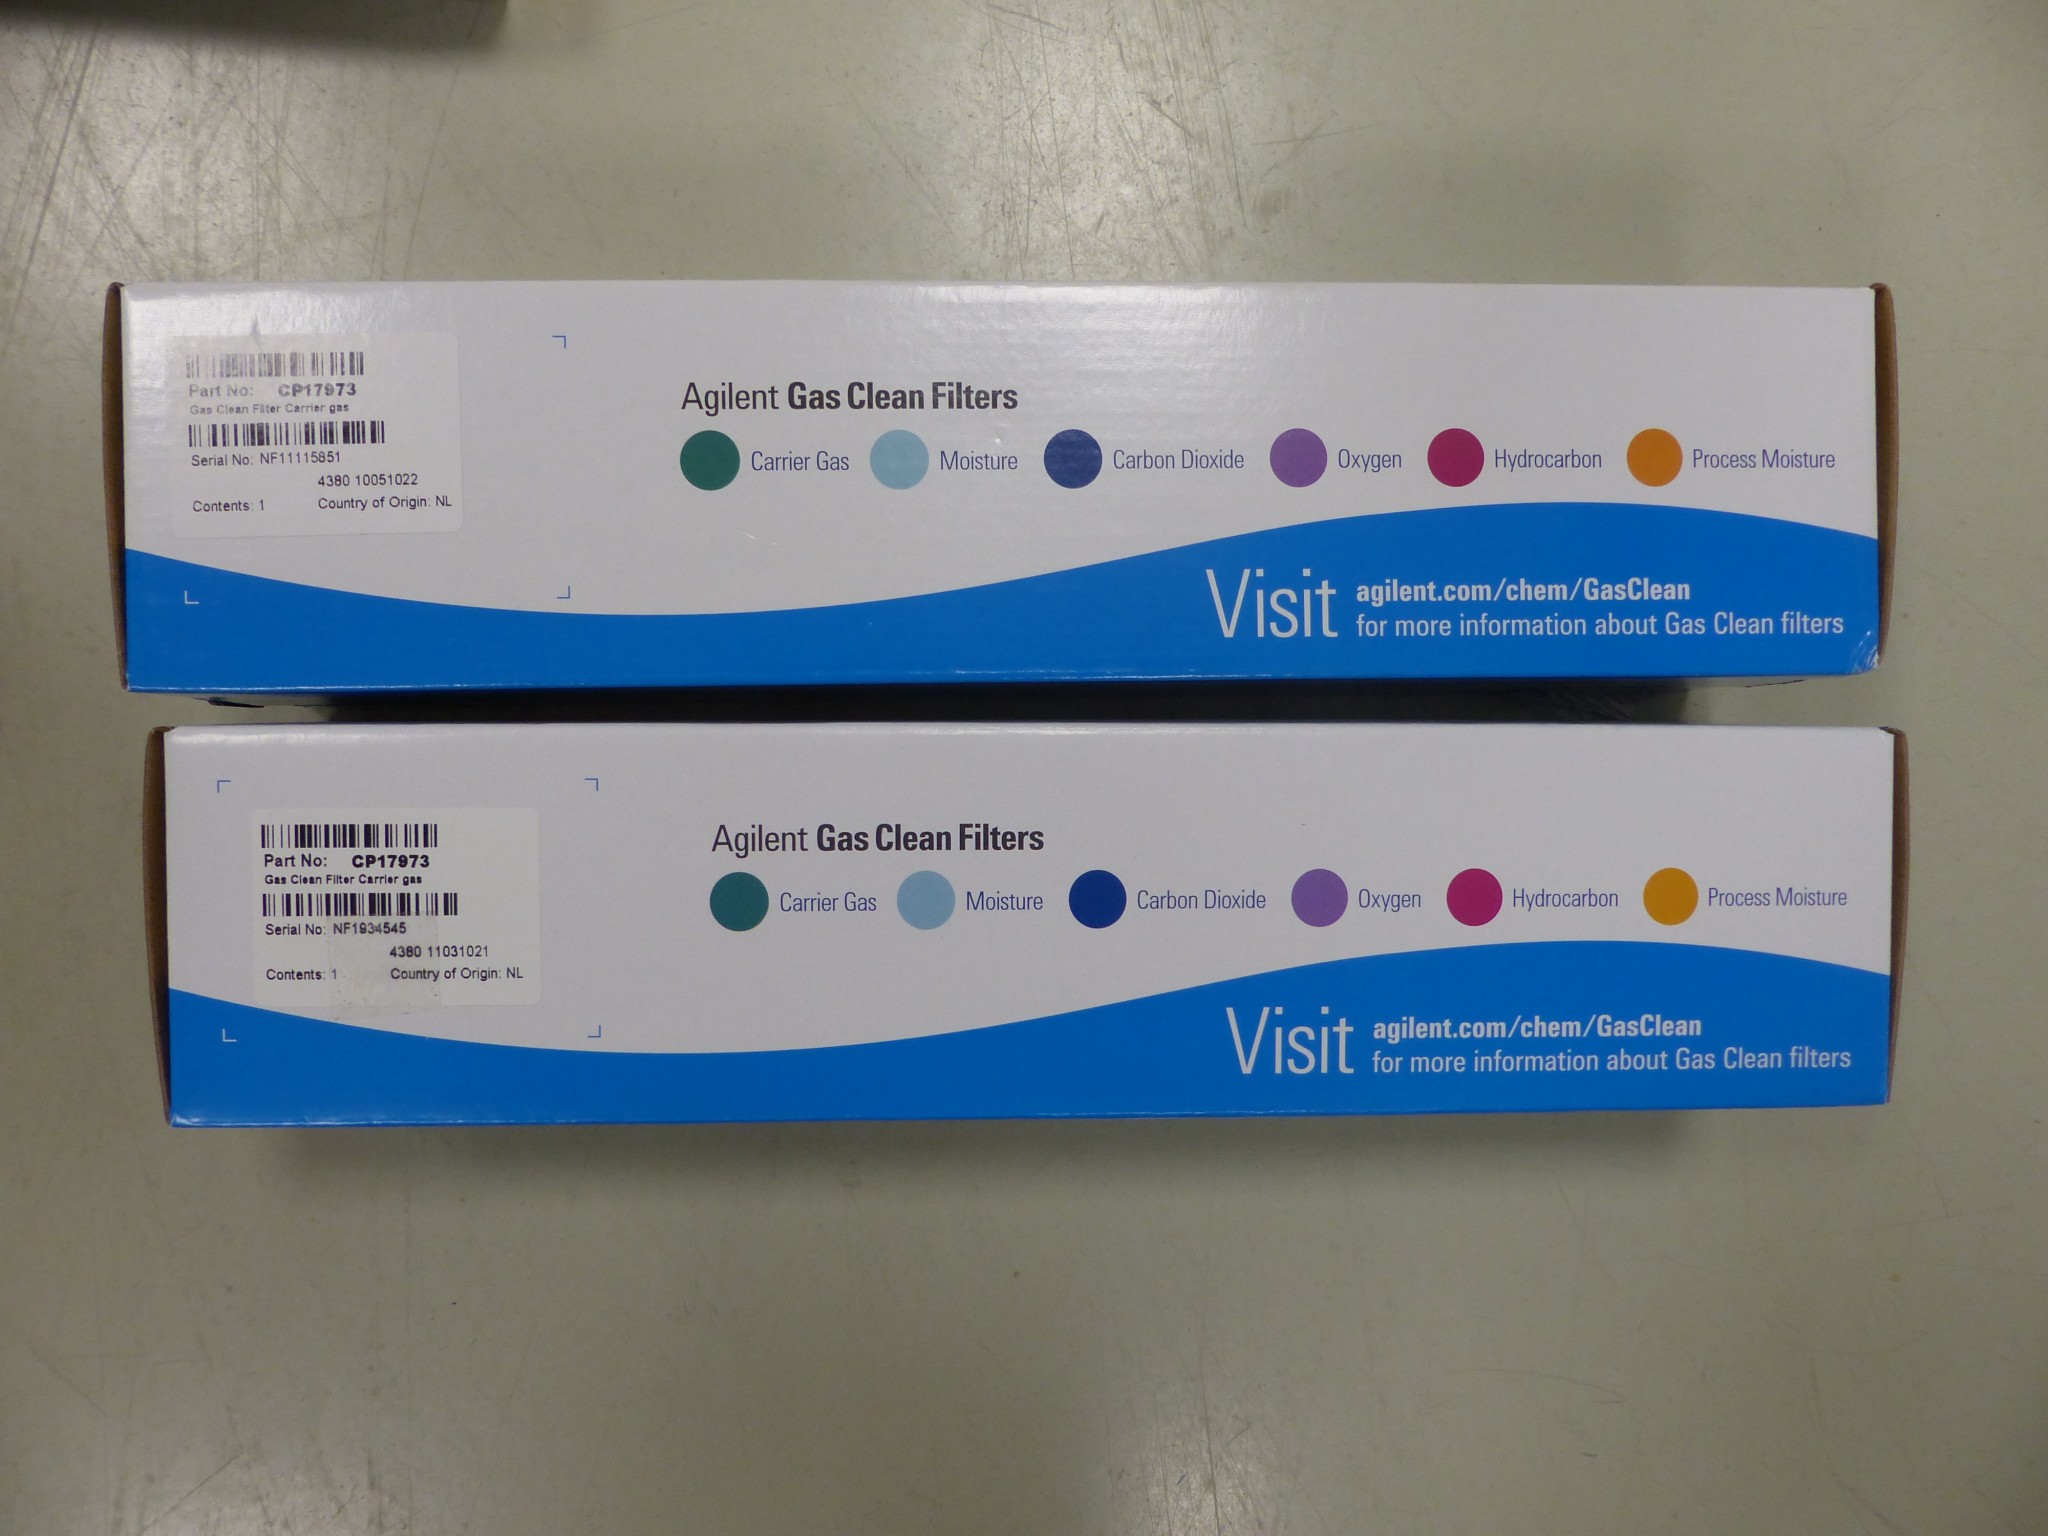 Part No: CP17973
Gas Clean Filter Carrier gas
Serial No: NF11115851
4380 10051022
Contents: 1 Country of Origin: NL
Agilent Gas Clean Filters
Carrier Gas Moisture Carbon Dioxide Oxygen Hydrocarbon Process Moisture
Visit agilent.com/chem/GasClean
for more information about Gas Clean filters
Part No: CP17973
Gas Clean Filter Carrier gas
Serial No: NF1934545
4380 11031021
Contents: 1 Country of Origin: NL
Agilent Gas Clean Filters
Carrier Gas Moisture Carbon Dioxide Oxygen Hydrocarbon Process Moisture
Visit agilent.com/chem/GasClean
for more information about Gas Clean filters